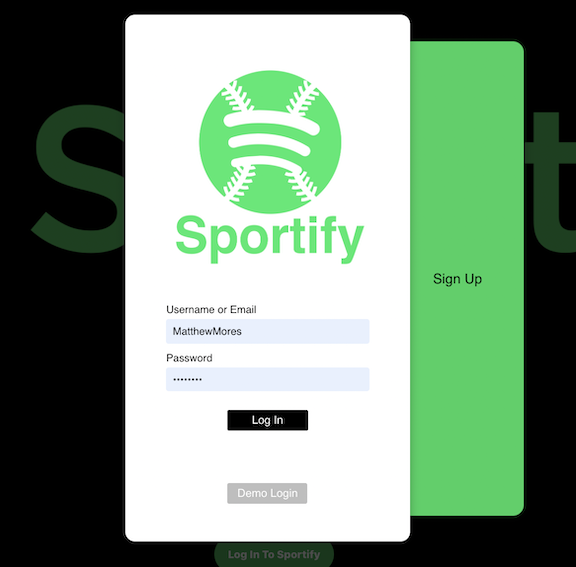 Sportify
Username or Email
MatthewMores
Password
••••••••
Log In
Demo Login
Sign Up
Log In To Sportify